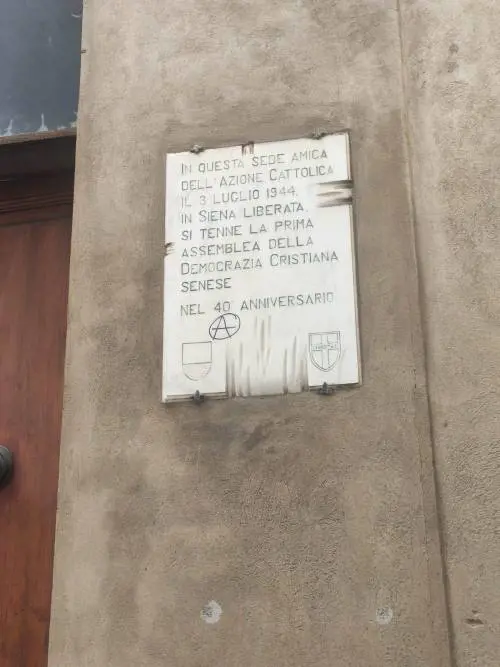 IN QUESTA SEDE AMICA
DELL'AZIONE CATTOLICA
IL 3 LUGLIO 1944,
IN SIENA LIBERATA,
SI TENNE LA PRIMA
ASSEMBLEA DELLA
DEMOCRAZIA CRISTIANA
SENESE
NEL 40° ANNIVERSARIO